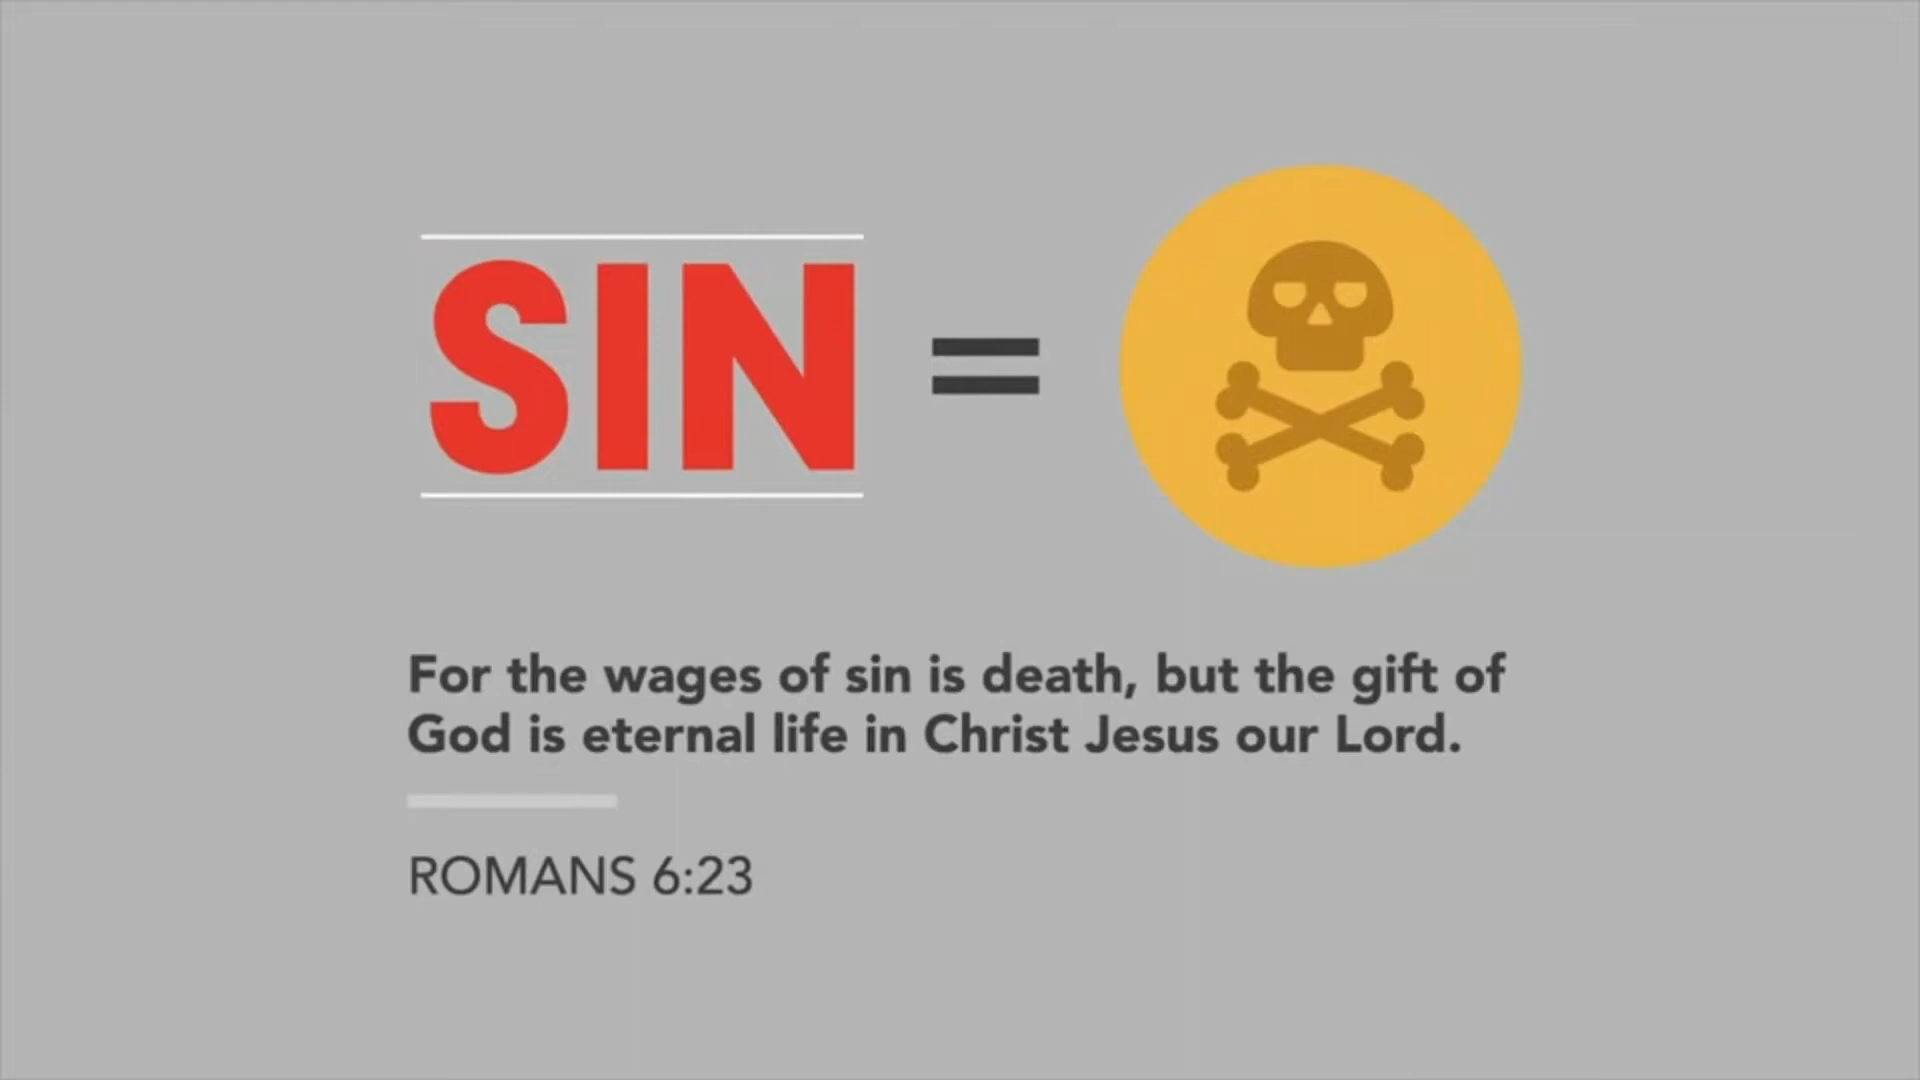 SIN =
For the wages of sin is death, but the gift of
God is eternal life in Christ Jesus our Lord.
ROMANS 6:23